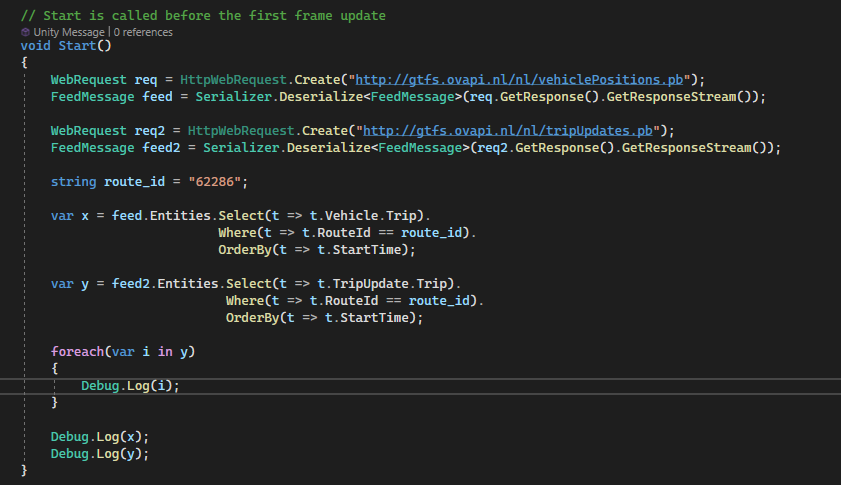 // Start is called before the first frame update
Unity Message | 0 references
void Start()
{
WebRequest req = HttpWebRequest.Create("http://gtfs.ovapi.nl/nl/vehiclePositions.pb");
FeedMessage feed = Serializer.Deserialize<FeedMessage>(req.GetResponse().GetResponseStream());
WebRequest req2 = HttpWebRequest.Create("http://gtfs.ovapi.nl/nl/tripUpdates.pb");
FeedMessage feed2 = Serializer.Deserialize<FeedMessage>(req2.GetResponse().GetResponseStream());
string route_id = "62286";
var x = feed.Entities.Select(t => t.Vehicle.Trip).
Where(t => t.RouteId == route_id).
OrderBy(t => t.StartTime);
var y = feed2.Entities.Select(t => t.TripUpdate.Trip).
Where(t => t.RouteId == route_id).
OrderBy(t => t.StartTime);
foreach(var i in y)
{
Debug.Log(i);
}
Debug.Log(x);
Debug.Log(y);
}